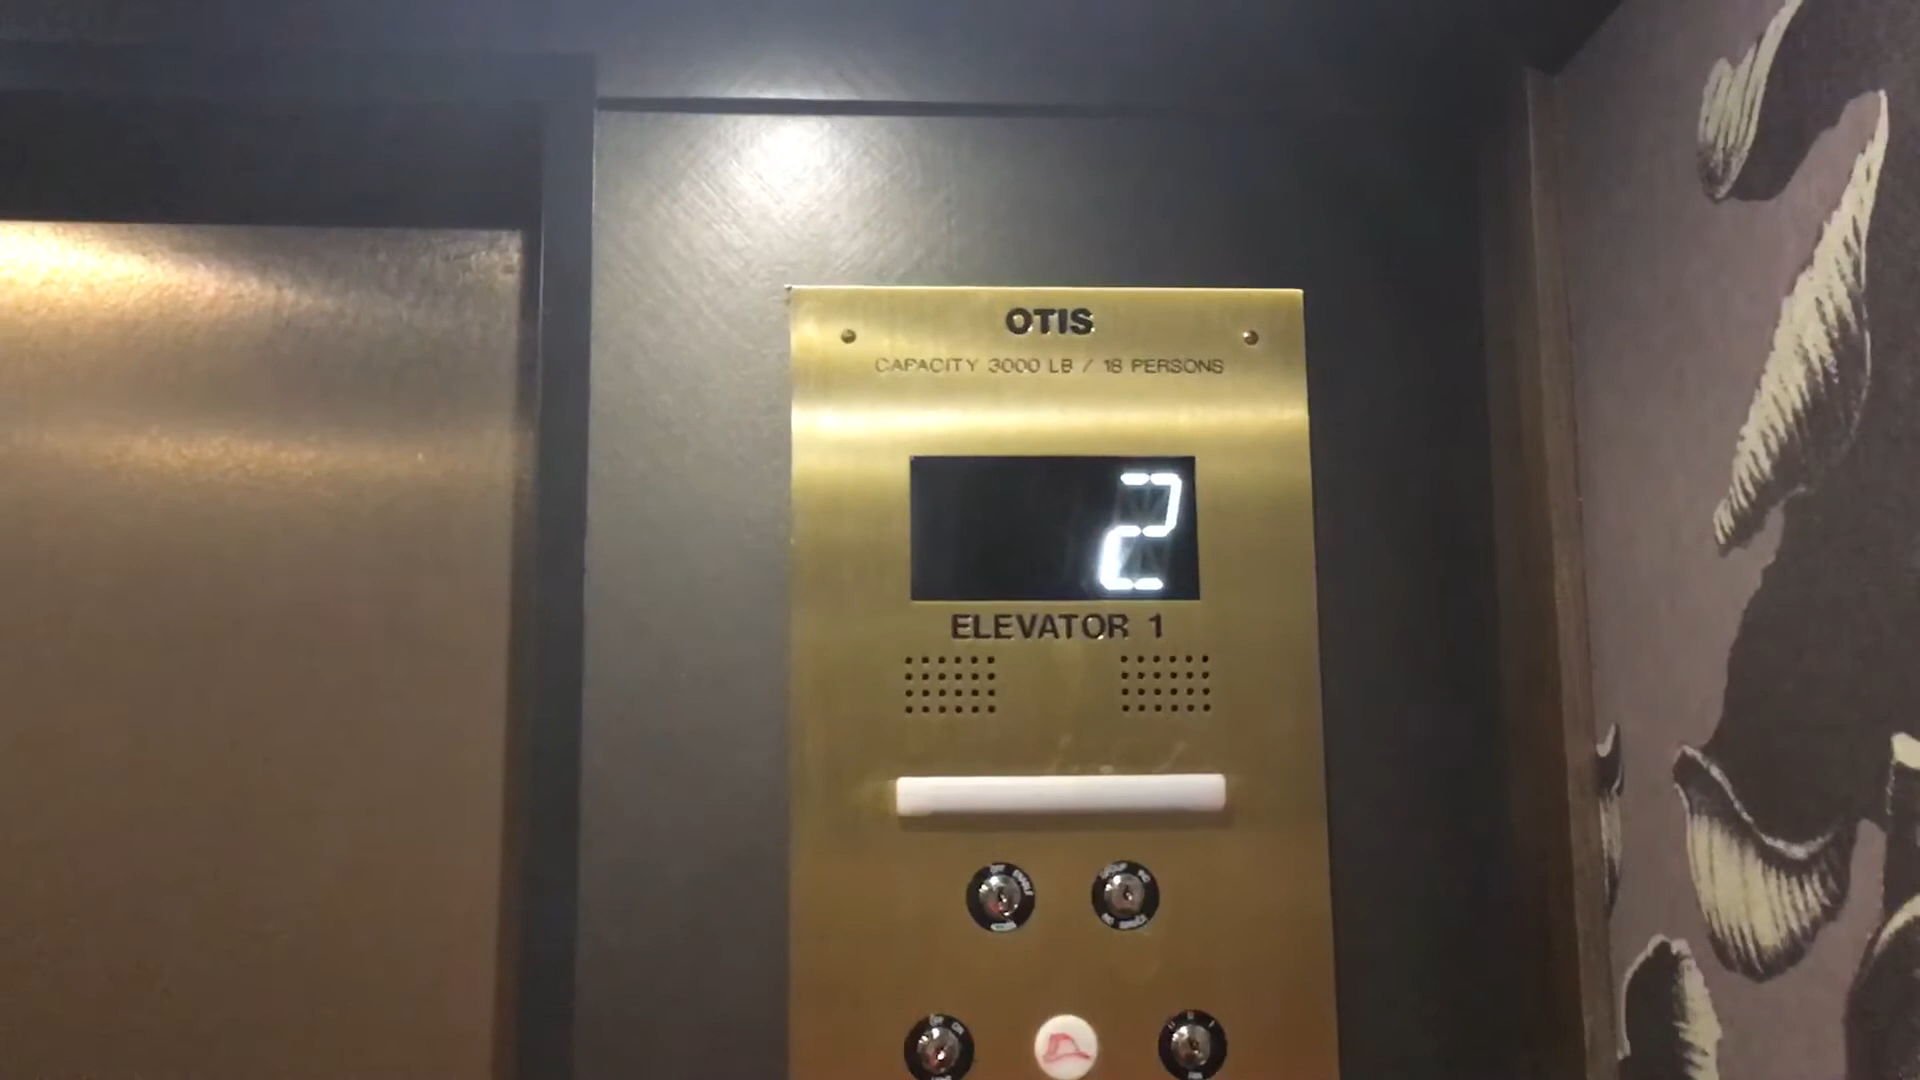 OTIS
CAPACITY 3000 LB / 18 PERSONS
2
ELEVATOR 1